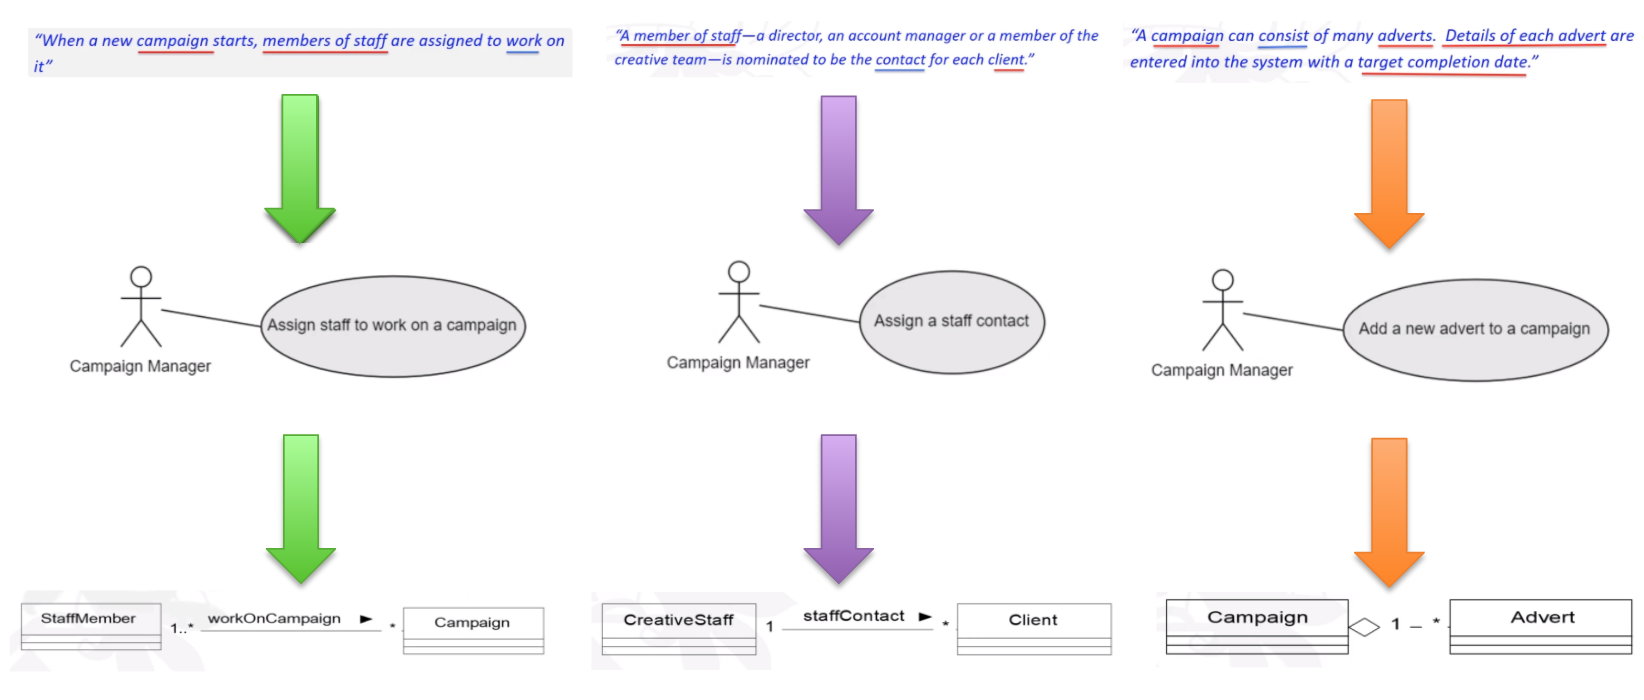 “When a new campaign starts, members of staff are assigned to work on
it”
“A member of staff—a director, an account manager or a member of the
creative team—is nominated to be the contact for each client.”
“A campaign can consist of many adverts. Details of each advert are
entered into the system with a target completion date.”
Assign staff to work on a campaign
Campaign Manager
Assign a staff contact
Campaign Manager
Add a new advert to a campaign
Campaign Manager
StaffMember
1..*
workOnCampaign ►
*
Campaign
CreativeStaff
1
staffContact ►
*
Client
Campaign
1 – *
Advert